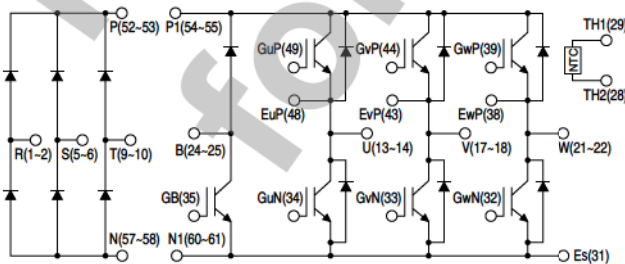 P(52~53)
P1(54~55)
GuP(49)
GvP(44)
GwP(39)
TH1(29)
NTC
TH2(28)
EuP(48)
EvP(43)
EwP(38)
R(1~2)
S(5~6)
T(9~10)
B(24~25)
U(13~14)
V(17~18)
W(21~22)
GB(35)
GuN(34)
GvN(33)
GwN(32)
N(57~58)
N1(60~61)
Es(31)